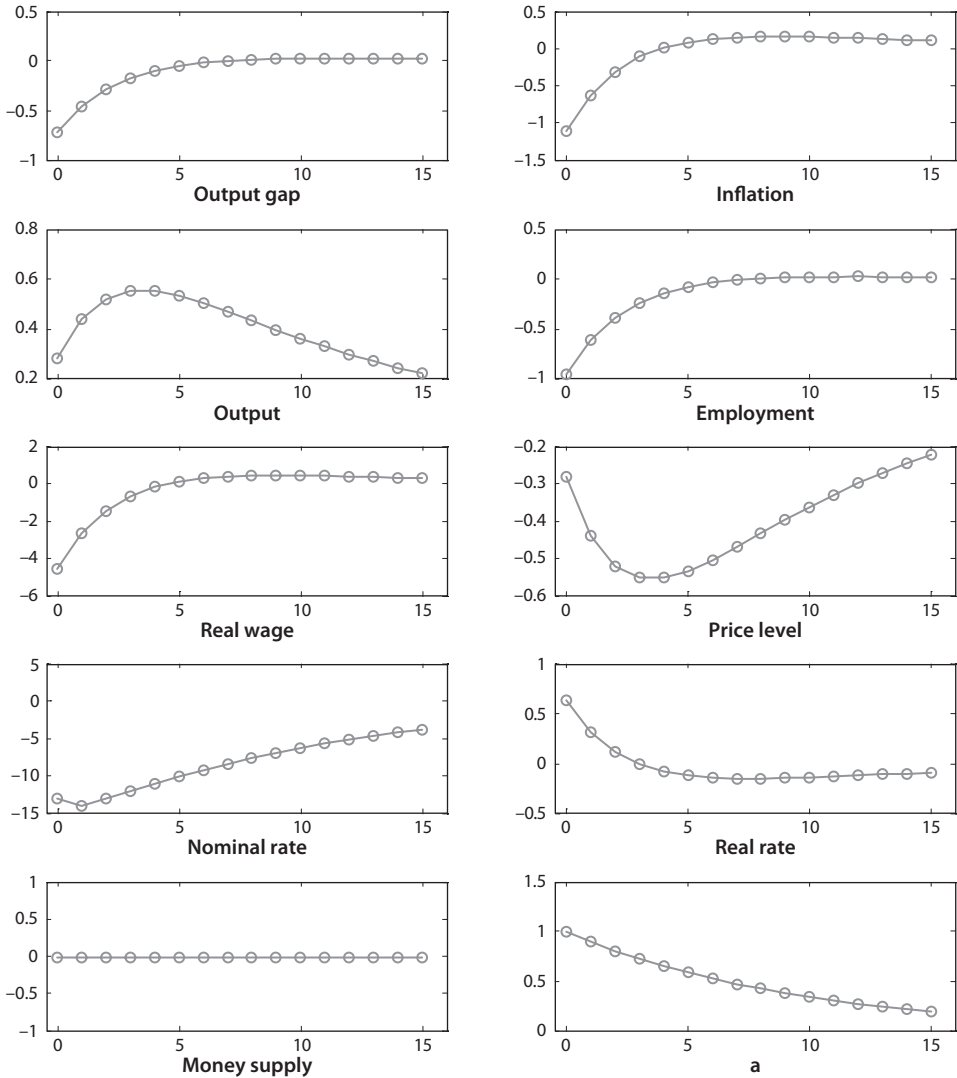 0.5
0
−0.5
−1
0 5 10 15
Output gap
0.5
0
−0.5
−1
−1.5
0 5 10 15
Inflation
0.8
0.6
0.4
0.2
0 5 10 15
Output
0.5
0
−0.5
−1
0 5 10 15
Employment
2
0
−2
−4
−6
0 5 10 15
Real wage
−0.2
−0.3
−0.4
−0.5
−0.6
0 5 10 15
Price level
5
0
−5
−10
−15
0 5 10 15
Nominal rate
1
0.5
0
−0.5
0 5 10 15
Real rate
1
0.5
0
−0.5
−1
0 5 10 15
Money supply
1.5
1
0.5
0
0 5 10 15
a